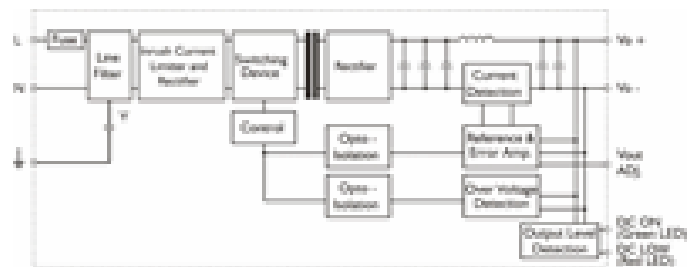 L
Fuse
Line
Filter
Inrush Current
Limiter and
Rectifier
Switching
Device
Rectifier
Vo +
N
Current
Detection
Vo -
Y
Control
Opto -
Isolation
Reference &
Error Amp.
Vout
ADJ.
Opto -
Isolation
Over Voltage
Detection
Output Level
Detection
DC ON
(Green LED)
DC LOW
(Red LED)